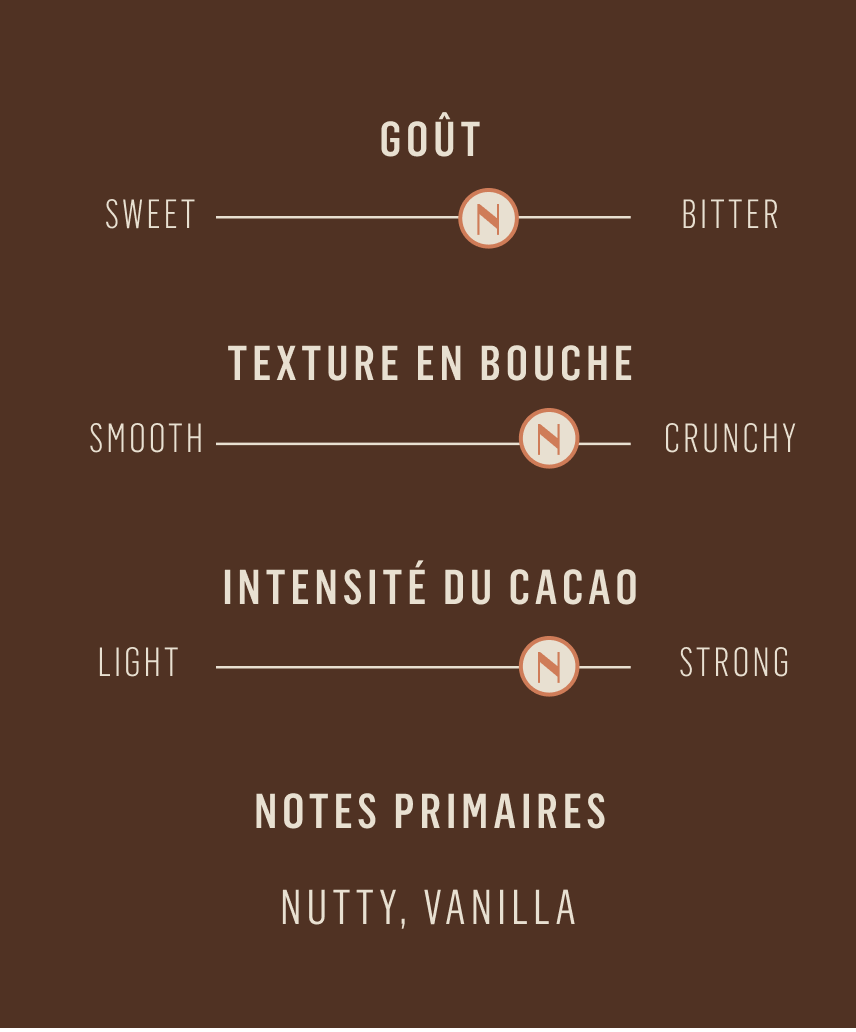 GOÛT
SWEET N BITTER
TEXTURE EN BOUCHE
SMOOTH N CRUNCHY
INTENSITÉ DU CACAO
LIGHT N STRONG
NOTES PRIMAIRES
NUTTY, VANILLA